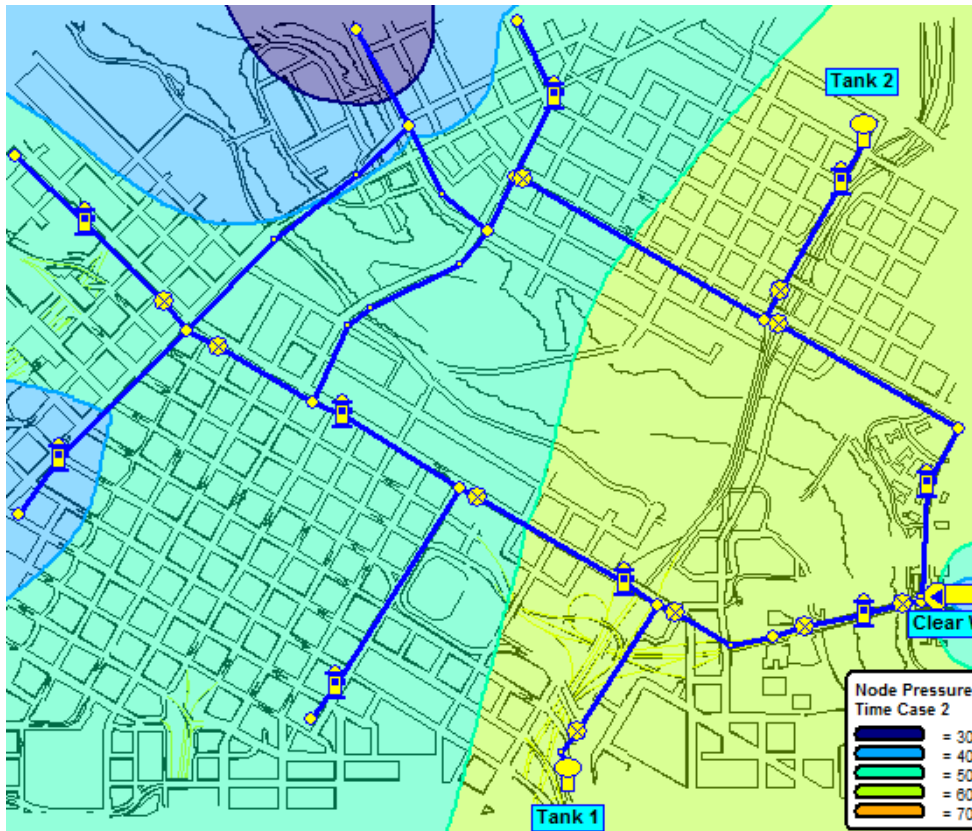 Tank 2
Clear W
Node Pressure
Time Case 2
= 30
= 40
= 50
= 60
= 70
Tank 1